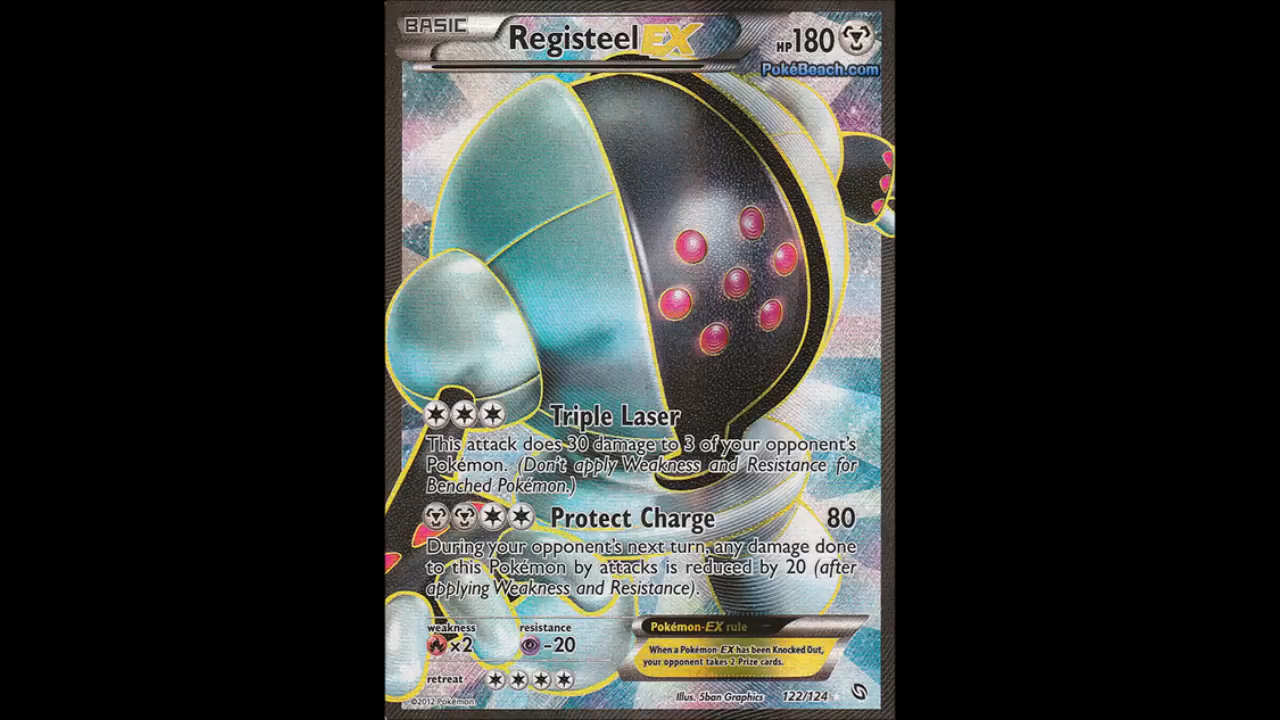 BASIC
Registeel EX
HP 180
PokéBeach.com
Triple Laser
This attack does 30 damage to 3 of your opponent's
Pokémon. (Don't apply Weakness and Resistance for
Benched Pokémon.)
Protect Charge 80
During your opponent's next turn, any damage done
to this Pokémon by attacks is reduced by 20 (after
applying Weakness and Resistance).
weakness resistance
×2 -20
Pokémon-EX rule
When a Pokémon-EX has been Knocked Out,
your opponent takes 2 Prize cards.
retreat
Illus. 5ban Graphics 122/124
©2012 Pokémon